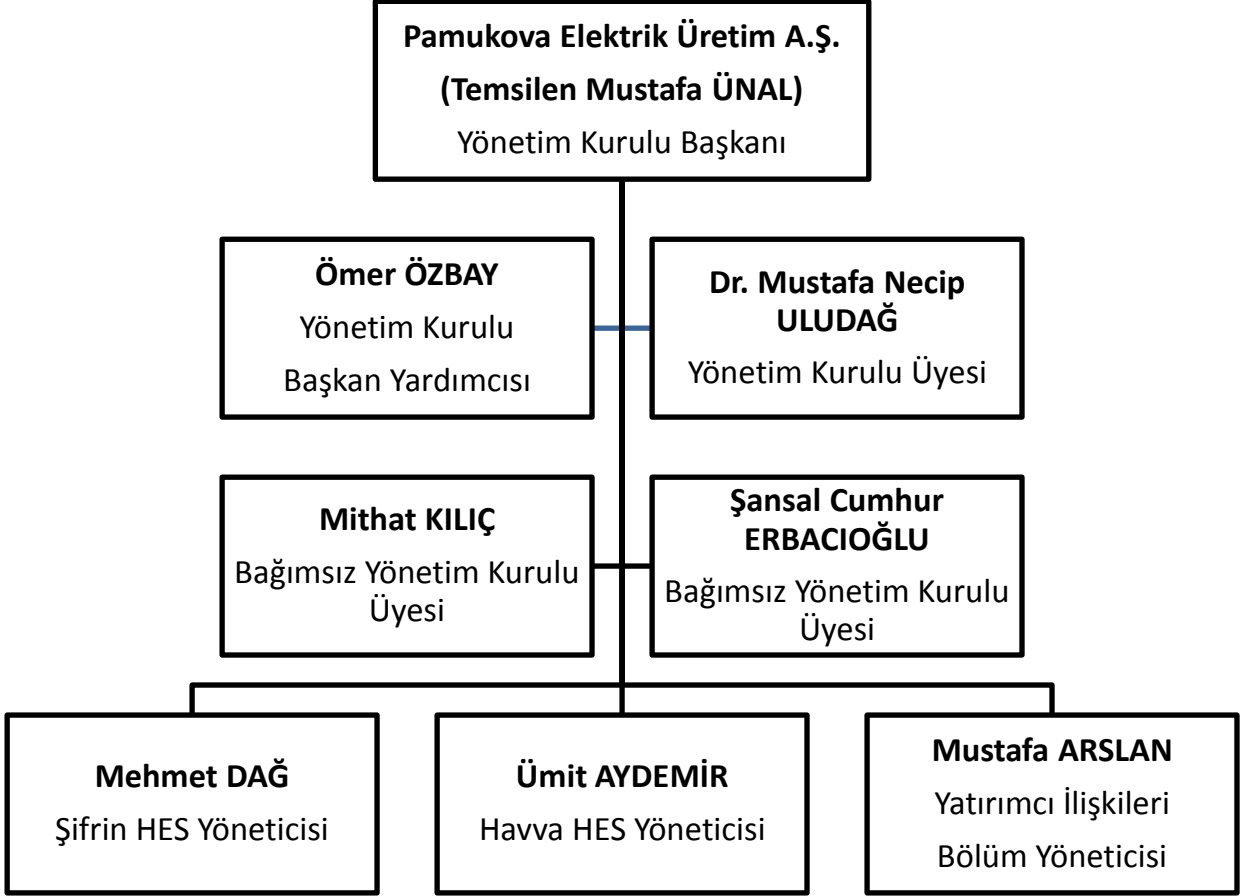 Pamukova Elektrik Üretim A.Ş.
(Temsilen Mustafa ÜNAL)
Yönetim Kurulu Başkanı
Ömer ÖZBAY
Yönetim Kurulu
Başkan Yardımcısı
Dr. Mustafa Necip
ULUDAĞ
Yönetim Kurulu Üyesi
Mithat KILIÇ
Bağımsız Yönetim Kurulu
Üyesi
Şansal Cumhur
ERBACIOĞLU
Bağımsız Yönetim Kurulu
Üyesi
Mehmet DAĞ
Şifrin HES Yöneticisi
Ümit AYDEMİR
Havva HES Yöneticisi
Mustafa ARSLAN
Yatırımcı İlişkileri
Bölüm Yöneticisi